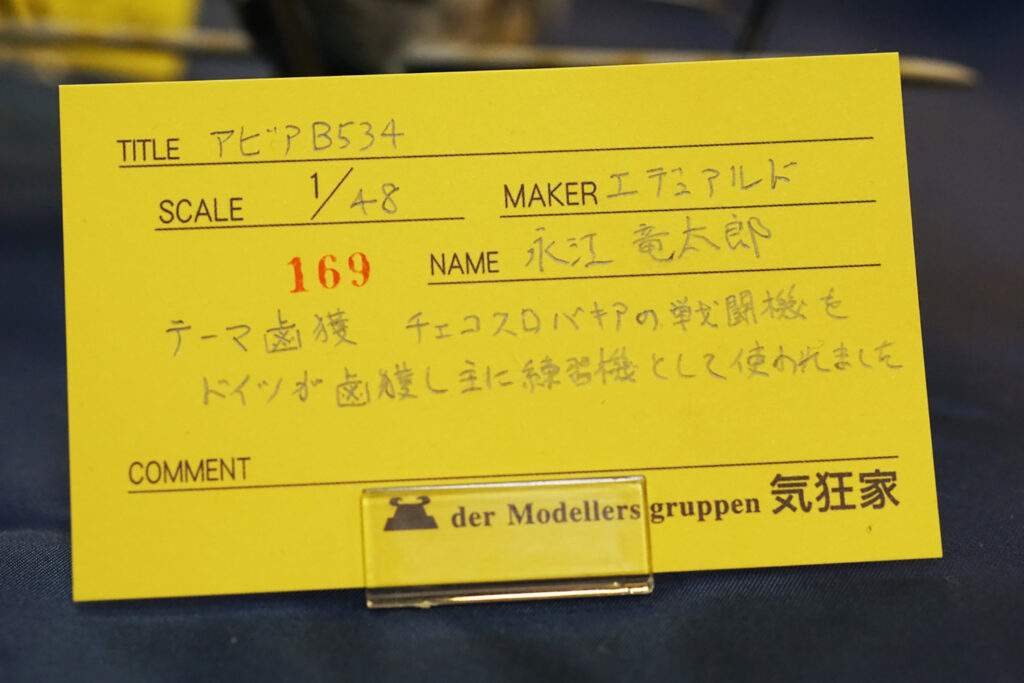 TITLE アビアB534
SCALE 1/48 MAKER エデュアルド
169 NAME 永江 竜太郎
テーマ鹵獲 チェコスロバキアの戦闘機を
ドイツが鹵獲し主に練習機として使われました
COMMENT
der Modellers gruppen 気狂家